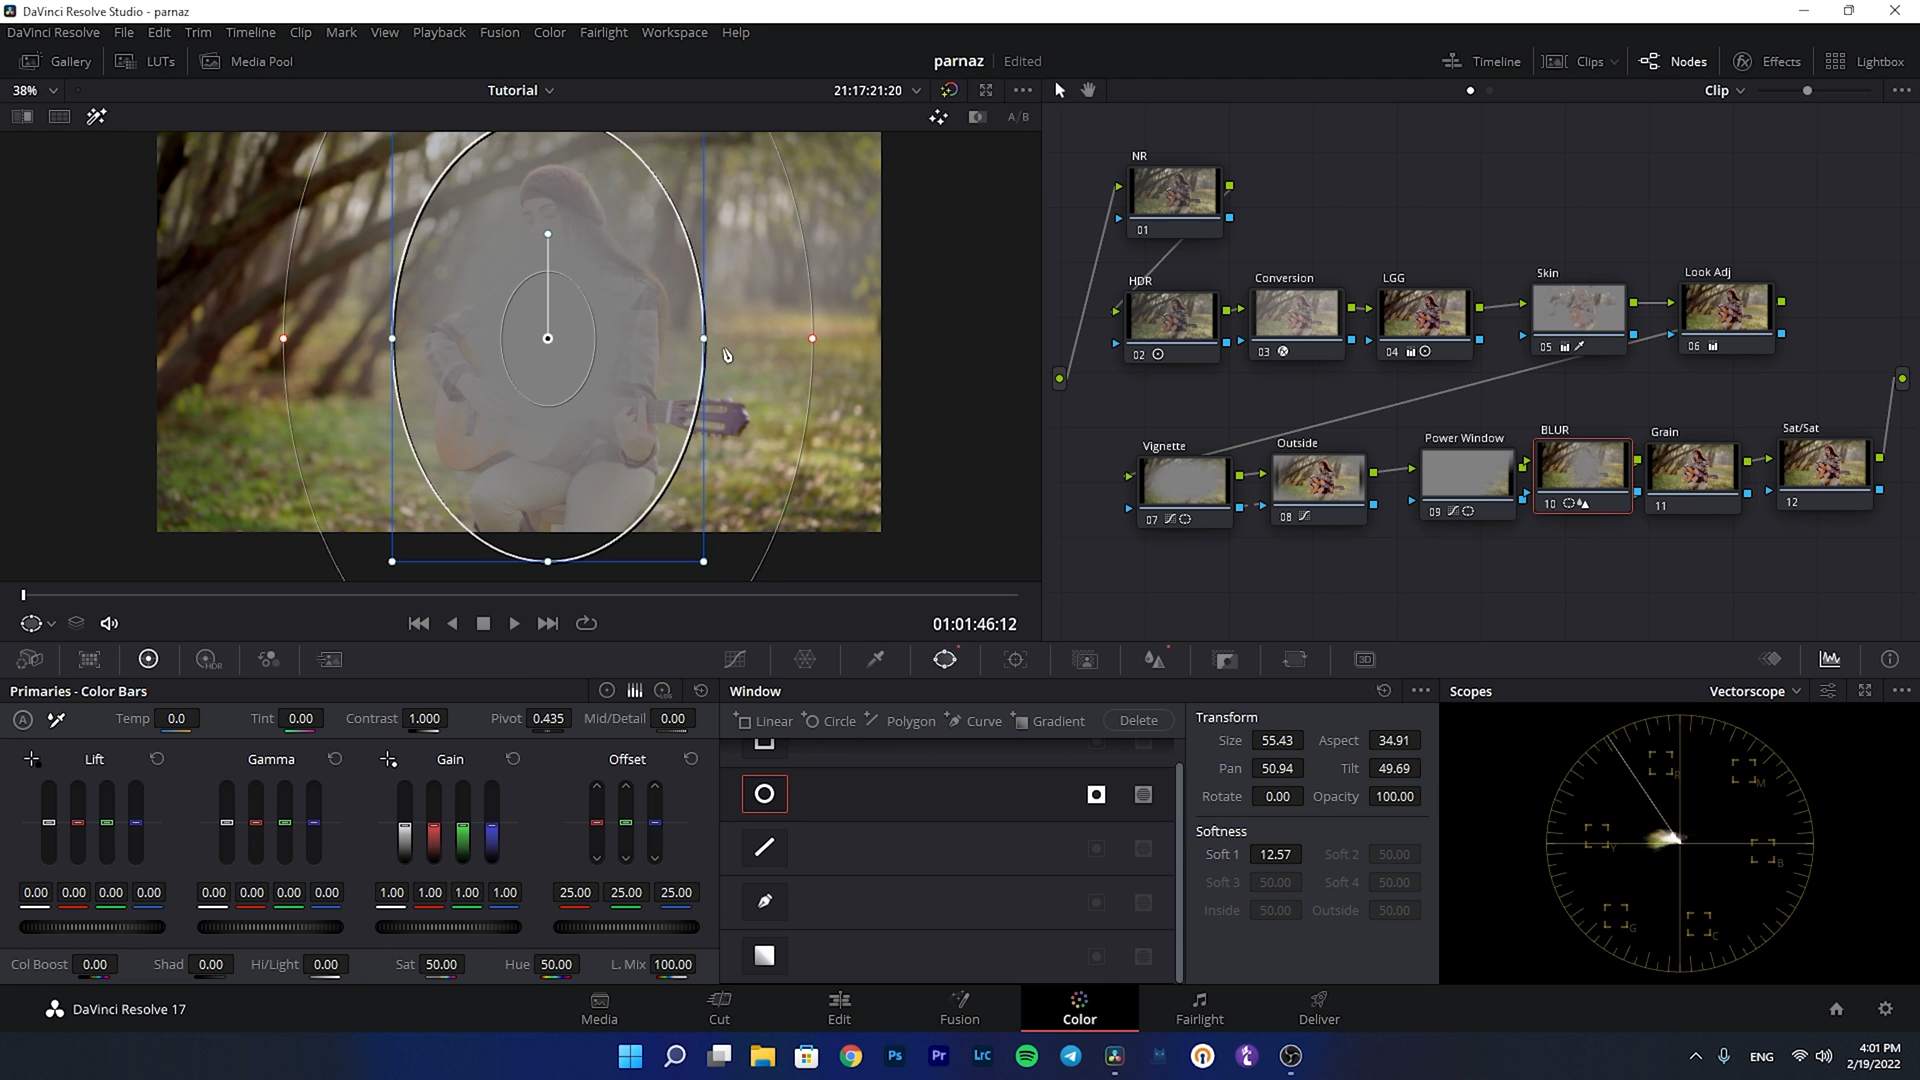 DaVinci Resolve Studio - parnaz
DaVinci Resolve File Edit Trim Timeline Clip Mark View Playback Fusion Color Fairlight Workspace Help
Gallery LUTs Media Pool parnaz Edited Timeline Clips Nodes Effects Lightbox
38% Tutorial 21:17:21:20 Clip
A/B
NR
01
HDR Conversion LGG Skin Look Adj
02 03 04 05 06
Vignette Outside Power Window BLUR Grain Sat/Sat
07 08 09 10 11 12
01:01:46:12
HDR 3D
Primaries - Color Bars LOG Window Scopes Vectorscope
A Temp 0.0 Tint 0.00 Contrast 1.000 Pivot 0.435 Mid/Detail 0.00
Linear Circle Polygon Curve Gradient Delete
Transform
Size 55.43 Aspect 34.91
Pan 50.94 Tilt 49.69
Rotate 0.00 Opacity 100.00
Softness
Soft 1 12.57 Soft 2 50.00
Soft 3 50.00 Soft 4 50.00
Inside 50.00 Outside 50.00
R M Y B G C
Lift Gamma Gain Offset
0.00 0.00 0.00 0.00 0.00 0.00 0.00 0.00 1.00 1.00 1.00 1.00 25.00 25.00 25.00
Col Boost 0.00 Shad 0.00 Hi/Light 0.00 Sat 50.00 Hue 50.00 L. Mix 100.00
DaVinci Resolve 17 Media Cut Edit Fusion Color Fairlight Deliver
Ps Pr LrC ENG 4:01 PM
2/19/2022